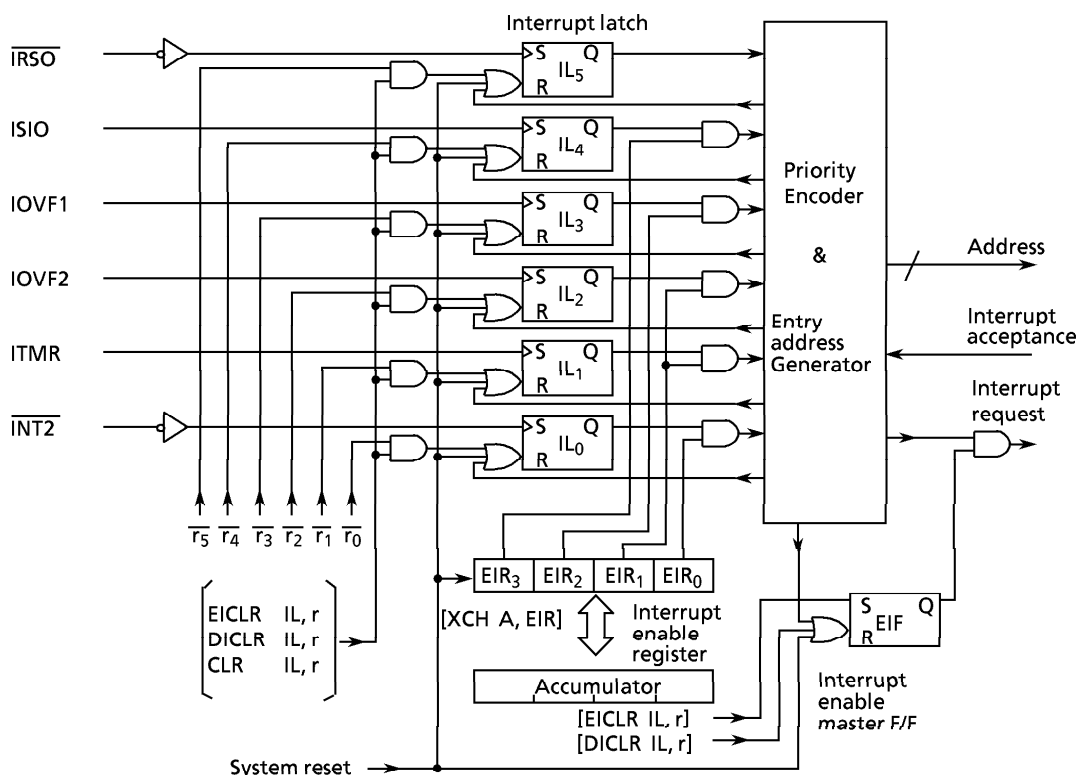 Interrupt latch
IRSO
S Q
IL5
R
ISIO
S Q
IL4
R
IOVF1
S Q
IL3
R
IOVF2
S Q
IL2
R
ITMR
S Q
IL1
R
INT2
S Q
IL0
R
Priority
Encoder
&
Entry
address
Generator
Address
Interrupt
acceptance
Interrupt
request
r5 r4 r3 r2 r1 r0
EICLR IL, r
DICLR IL, r
CLR IL, r
EIR3 EIR2 EIR1 EIR0
[XCH A, EIR]
Interrupt
enable
register
Accumulator
[EICLR IL, r]
[DICLR IL, r]
S Q
EIF
R
Interrupt
enable
master F/F
System reset